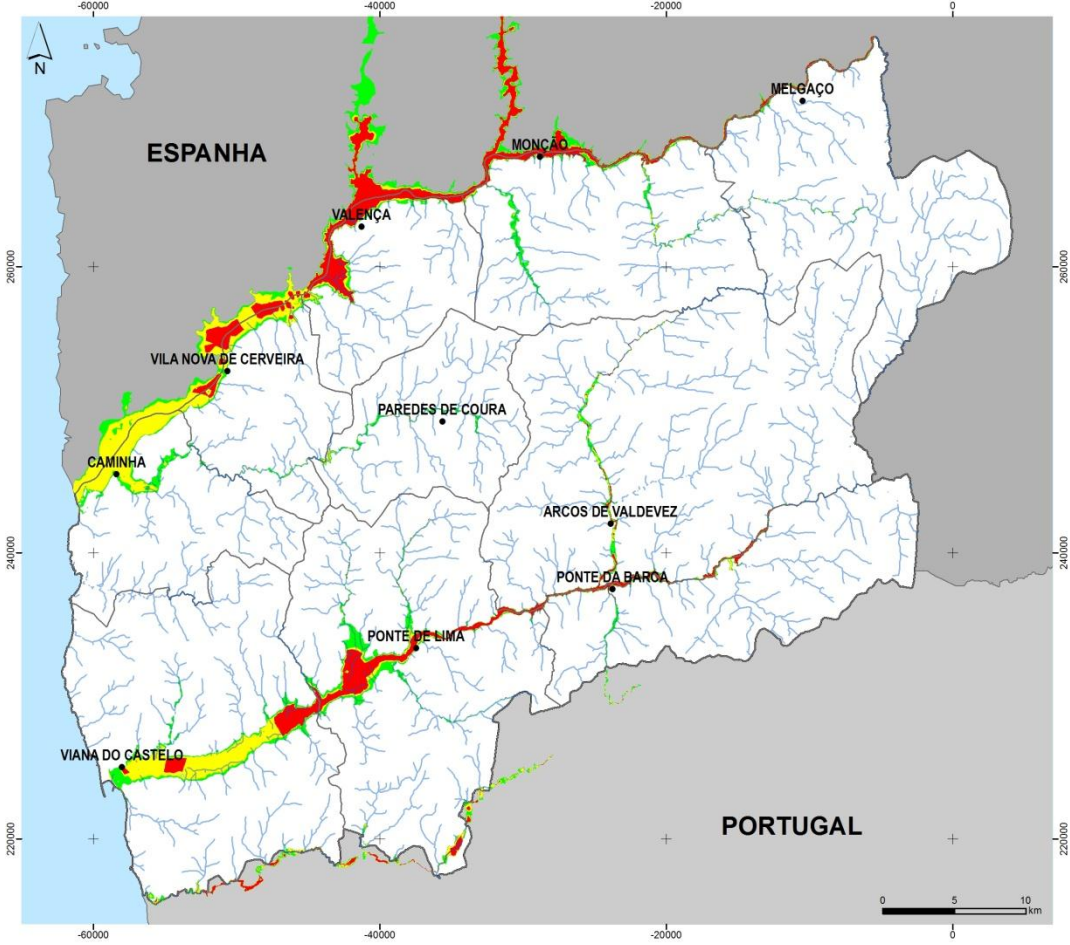 -60000 -40000 -20000 0
N
MELGAÇO
MONÇÃO
ESPANHA
VALENÇA
260000 260000
VILA NOVA DE CERVEIRA
PAREDES DE COURA
CAMINHA
ARCOS DE VALDEVEZ
240000 240000
PONTE DA BARCA
PONTE DE LIMA
VIANA DO CASTELO
PORTUGAL
220000 220000
0 5 10
km
-60000 -40000 -20000 0